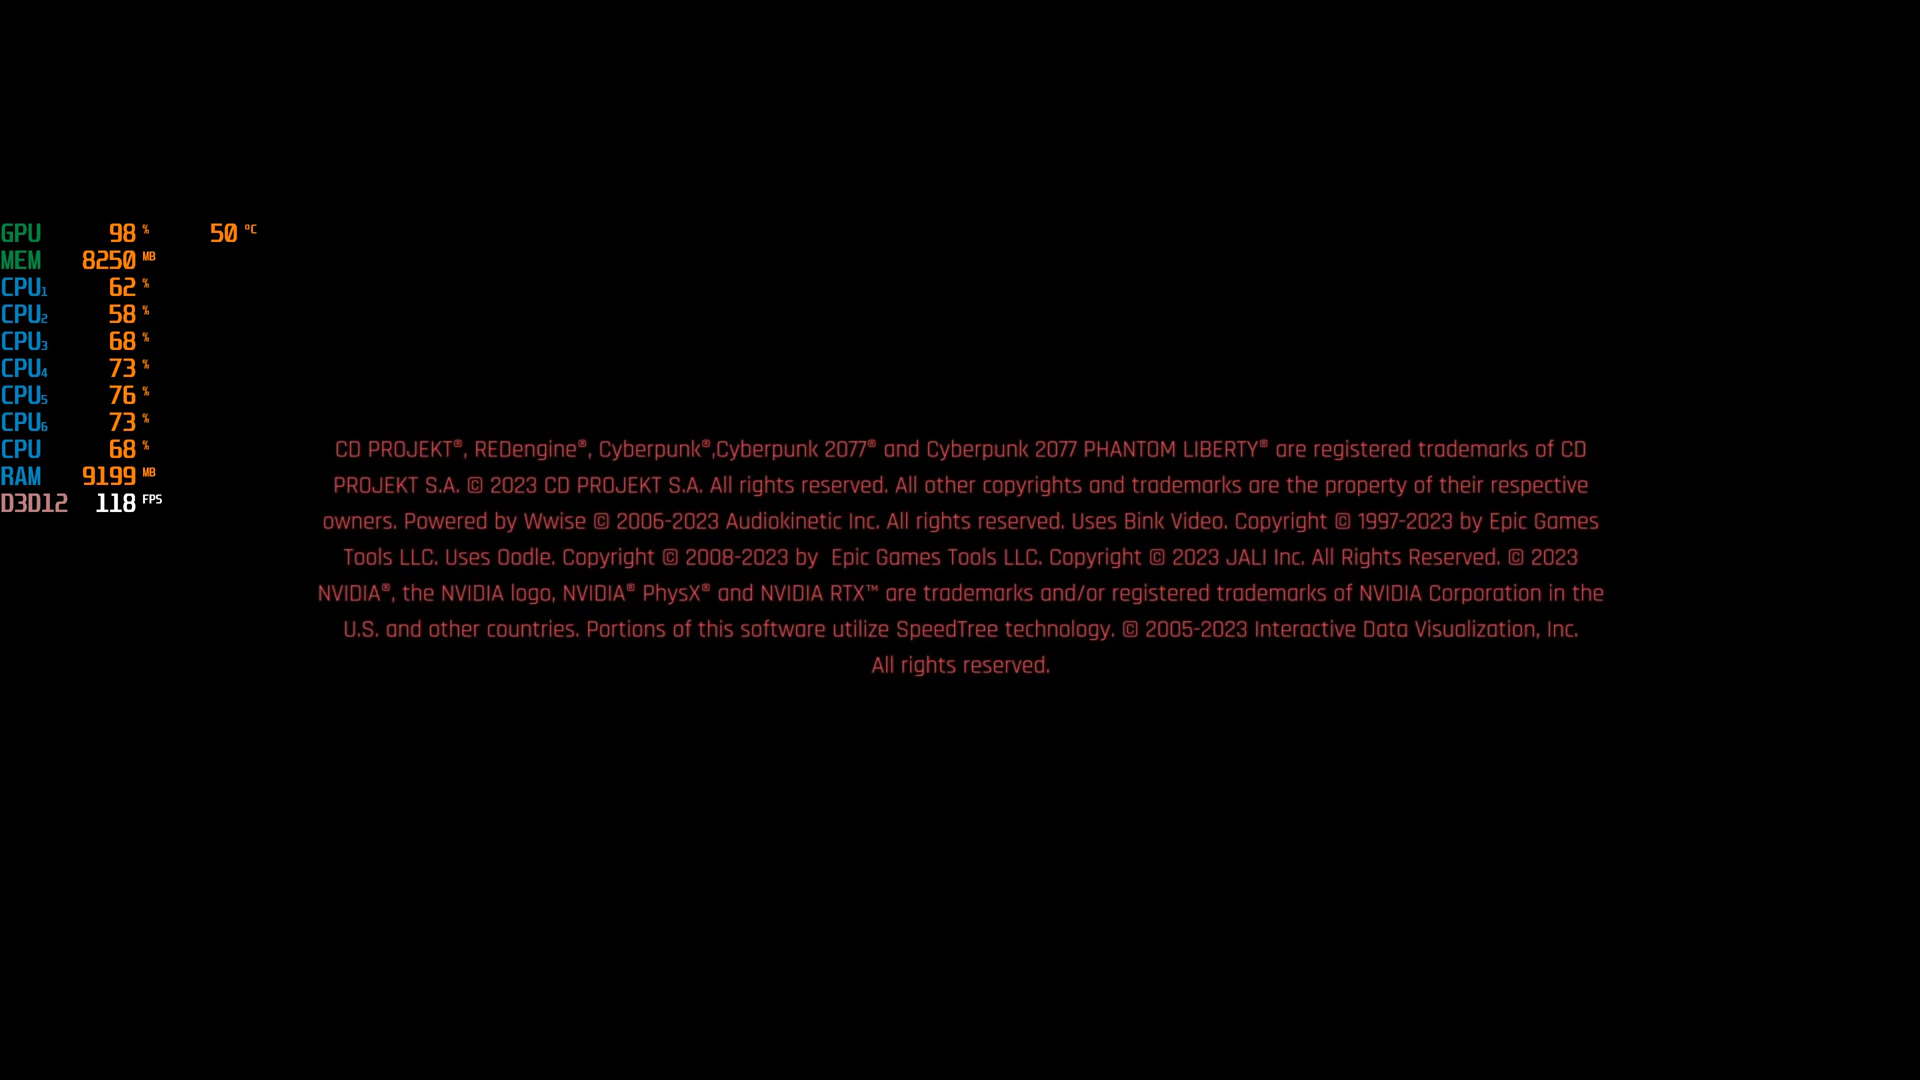 GPU 98 % 50 °C
MEM 8250 MB
CPU1 62 %
CPU2 58 %
CPU3 68 %
CPU4 73 %
CPU5 76 %
CPU6 73 %
CPU 68 %
RAM 9199 MB
D3D12 118 FPS
CD PROJEKT®, REDengine®, Cyberpunk®,Cyberpunk 2077® and Cyberpunk 2077 PHANTOM LIBERTY® are registered trademarks of CD
PROJEKT S.A. © 2023 CD PROJEKT S.A. All rights reserved. All other copyrights and trademarks are the property of their respective
owners. Powered by Wwise © 2006-2023 Audiokinetic Inc. All rights reserved. Uses Bink Video. Copyright © 1997-2023 by Epic Games
Tools LLC. Uses Oodle. Copyright © 2008-2023 by  Epic Games Tools LLC. Copyright © 2023 JALI Inc. All Rights Reserved. © 2023
NVIDIA®, the NVIDIA logo, NVIDIA® PhysX® and NVIDIA RTX™ are trademarks and/or registered trademarks of NVIDIA Corporation in the
U.S. and other countries. Portions of this software utilize SpeedTree technology. © 2005-2023 Interactive Data Visualization, Inc.
All rights reserved.